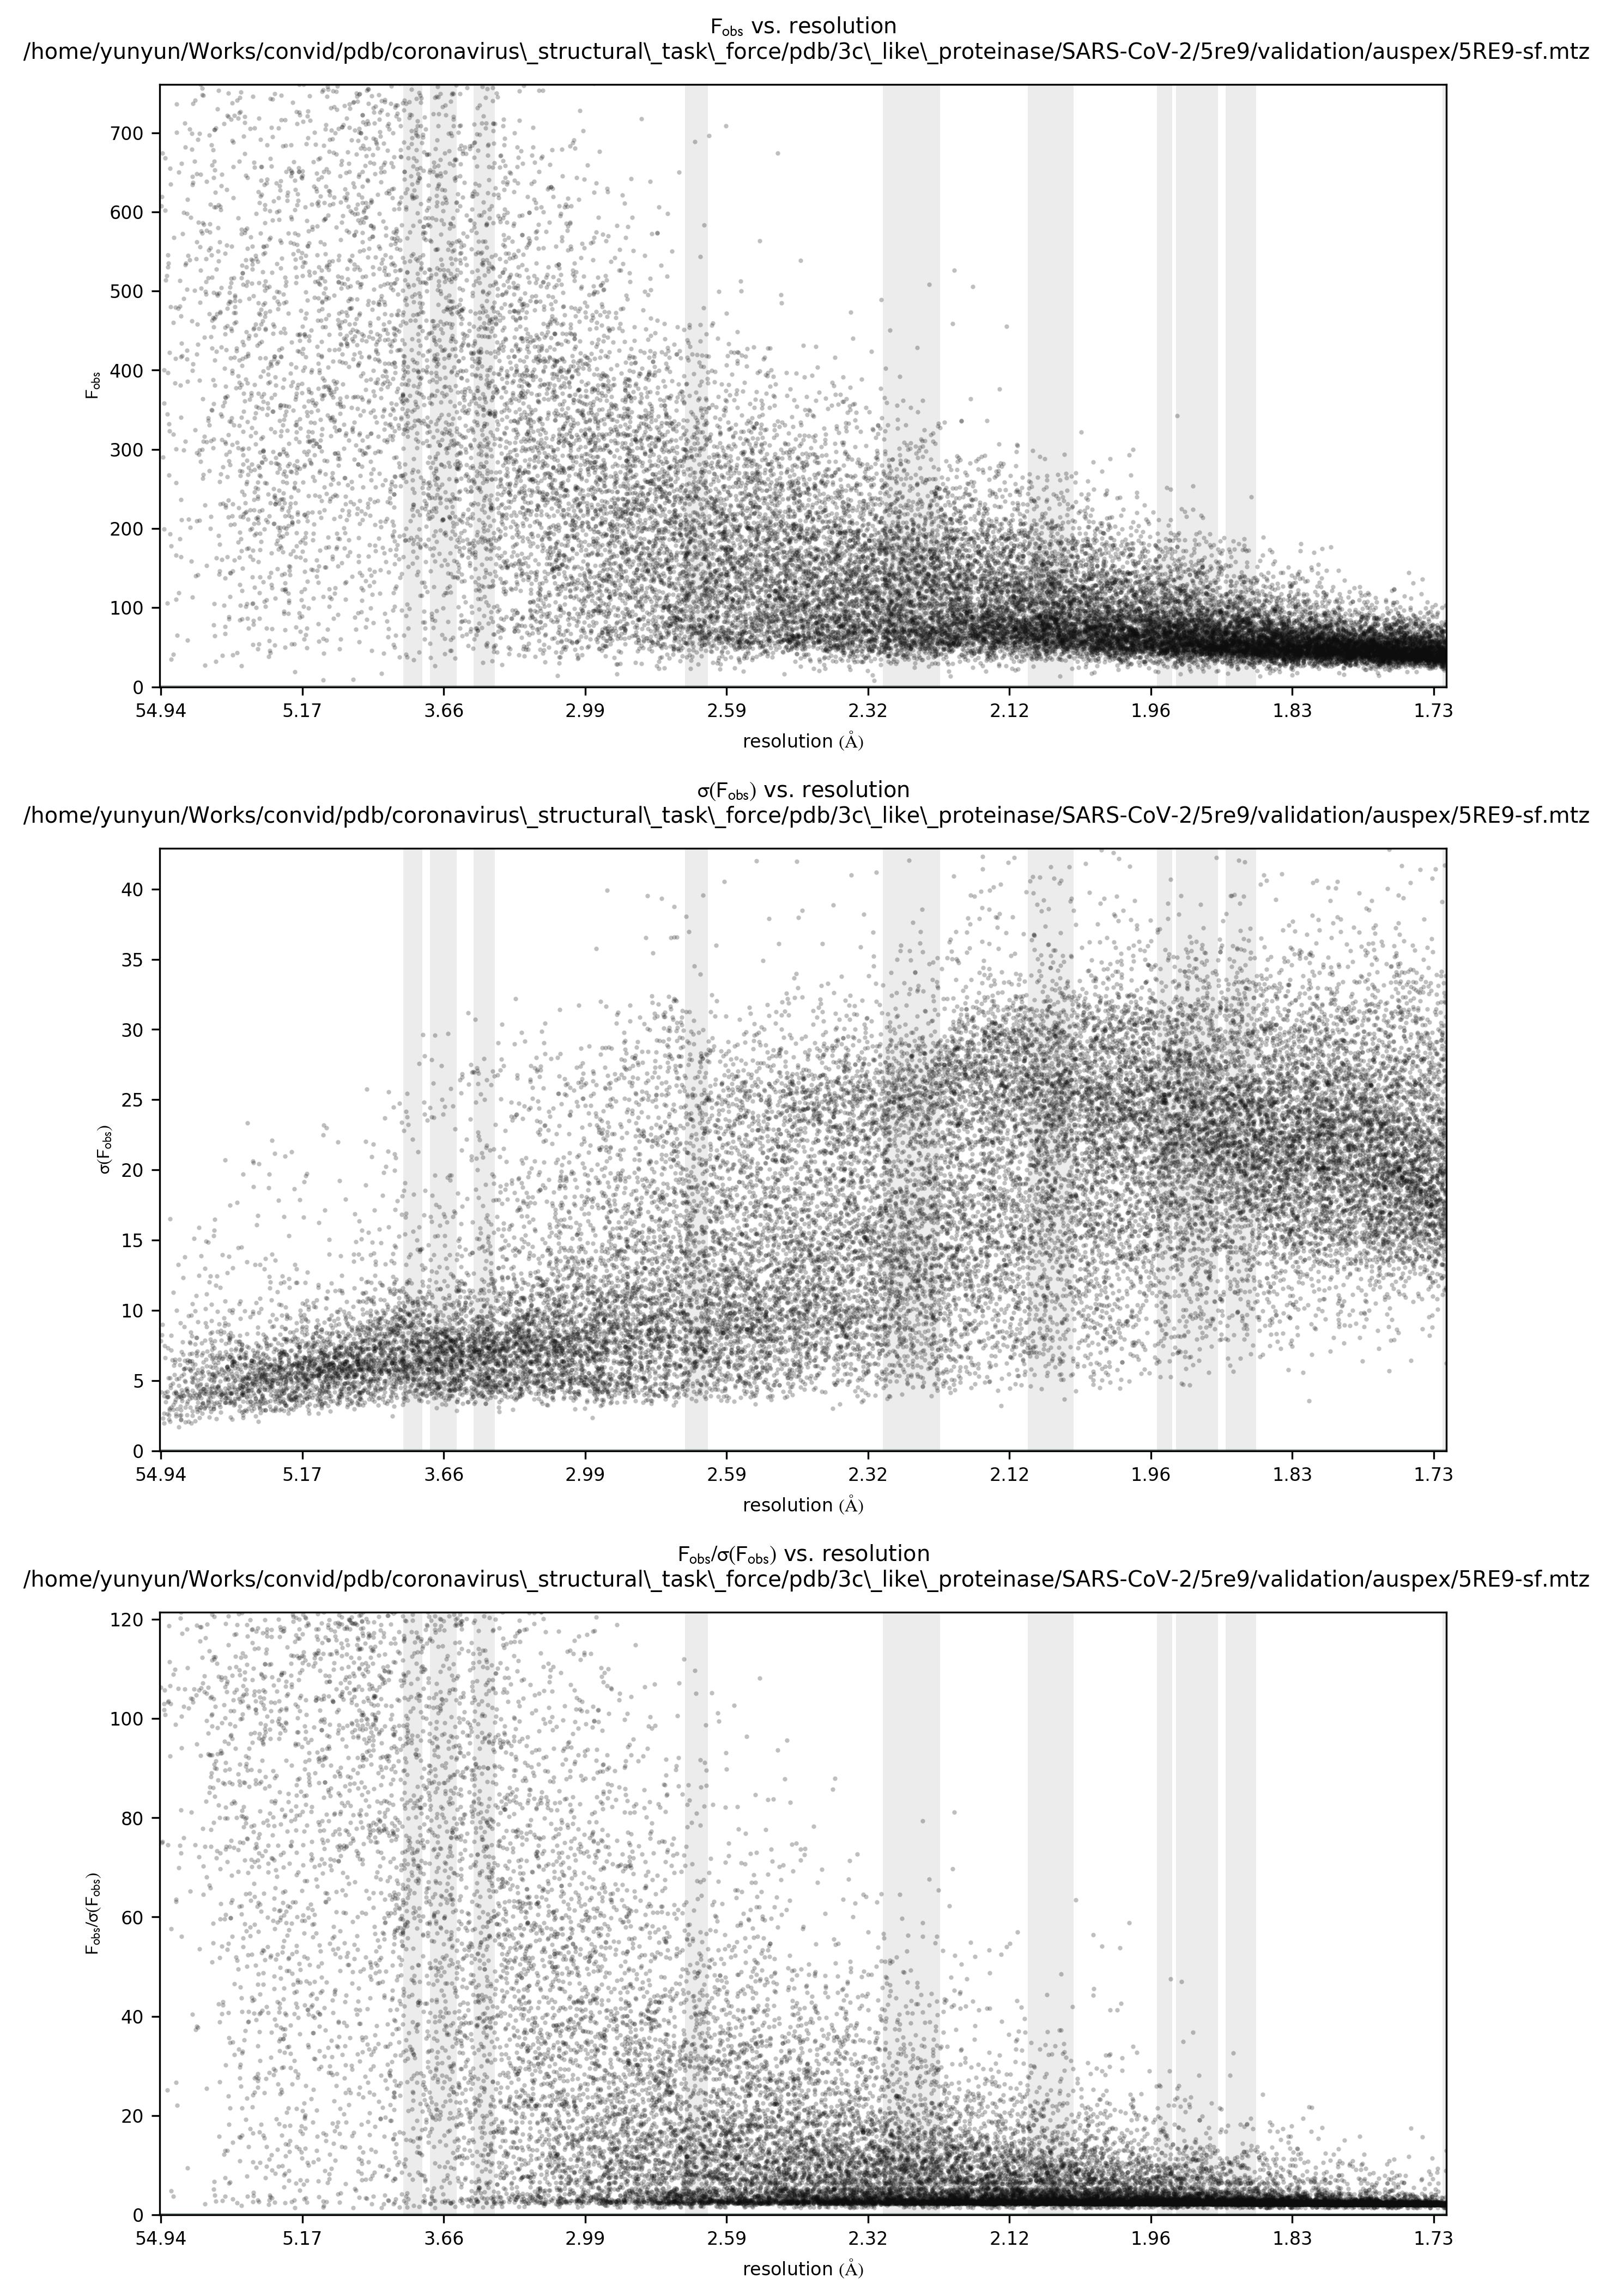 Fobs vs. resolution
/home/yunyun/Works/convid/pdb/coronavirus\_structural\_task\_force/pdb/3c\_like\_proteinase/SARS-CoV-2/5re9/validation/auspex/5RE9-sf.mtz
700
600
500
400
300
200
100
0
Fobs
54.94 5.17 3.66 2.99 2.59 2.32 2.12 1.96 1.83 1.73
resolution (Å)
σ(Fobs) vs. resolution
/home/yunyun/Works/convid/pdb/coronavirus\_structural\_task\_force/pdb/3c\_like\_proteinase/SARS-CoV-2/5re9/validation/auspex/5RE9-sf.mtz
40
35
30
25
20
15
10
5
0
σ(Fobs)
54.94 5.17 3.66 2.99 2.59 2.32 2.12 1.96 1.83 1.73
resolution (Å)
Fobs/σ(Fobs) vs. resolution
/home/yunyun/Works/convid/pdb/coronavirus\_structural\_task\_force/pdb/3c\_like\_proteinase/SARS-CoV-2/5re9/validation/auspex/5RE9-sf.mtz
120
100
80
60
40
20
0
Fobs/σ(Fobs)
54.94 5.17 3.66 2.99 2.59 2.32 2.12 1.96 1.83 1.73
resolution (Å)